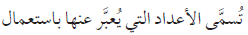 تُسمَّى الأعداد التي يُعبَّر عنها باستعمال